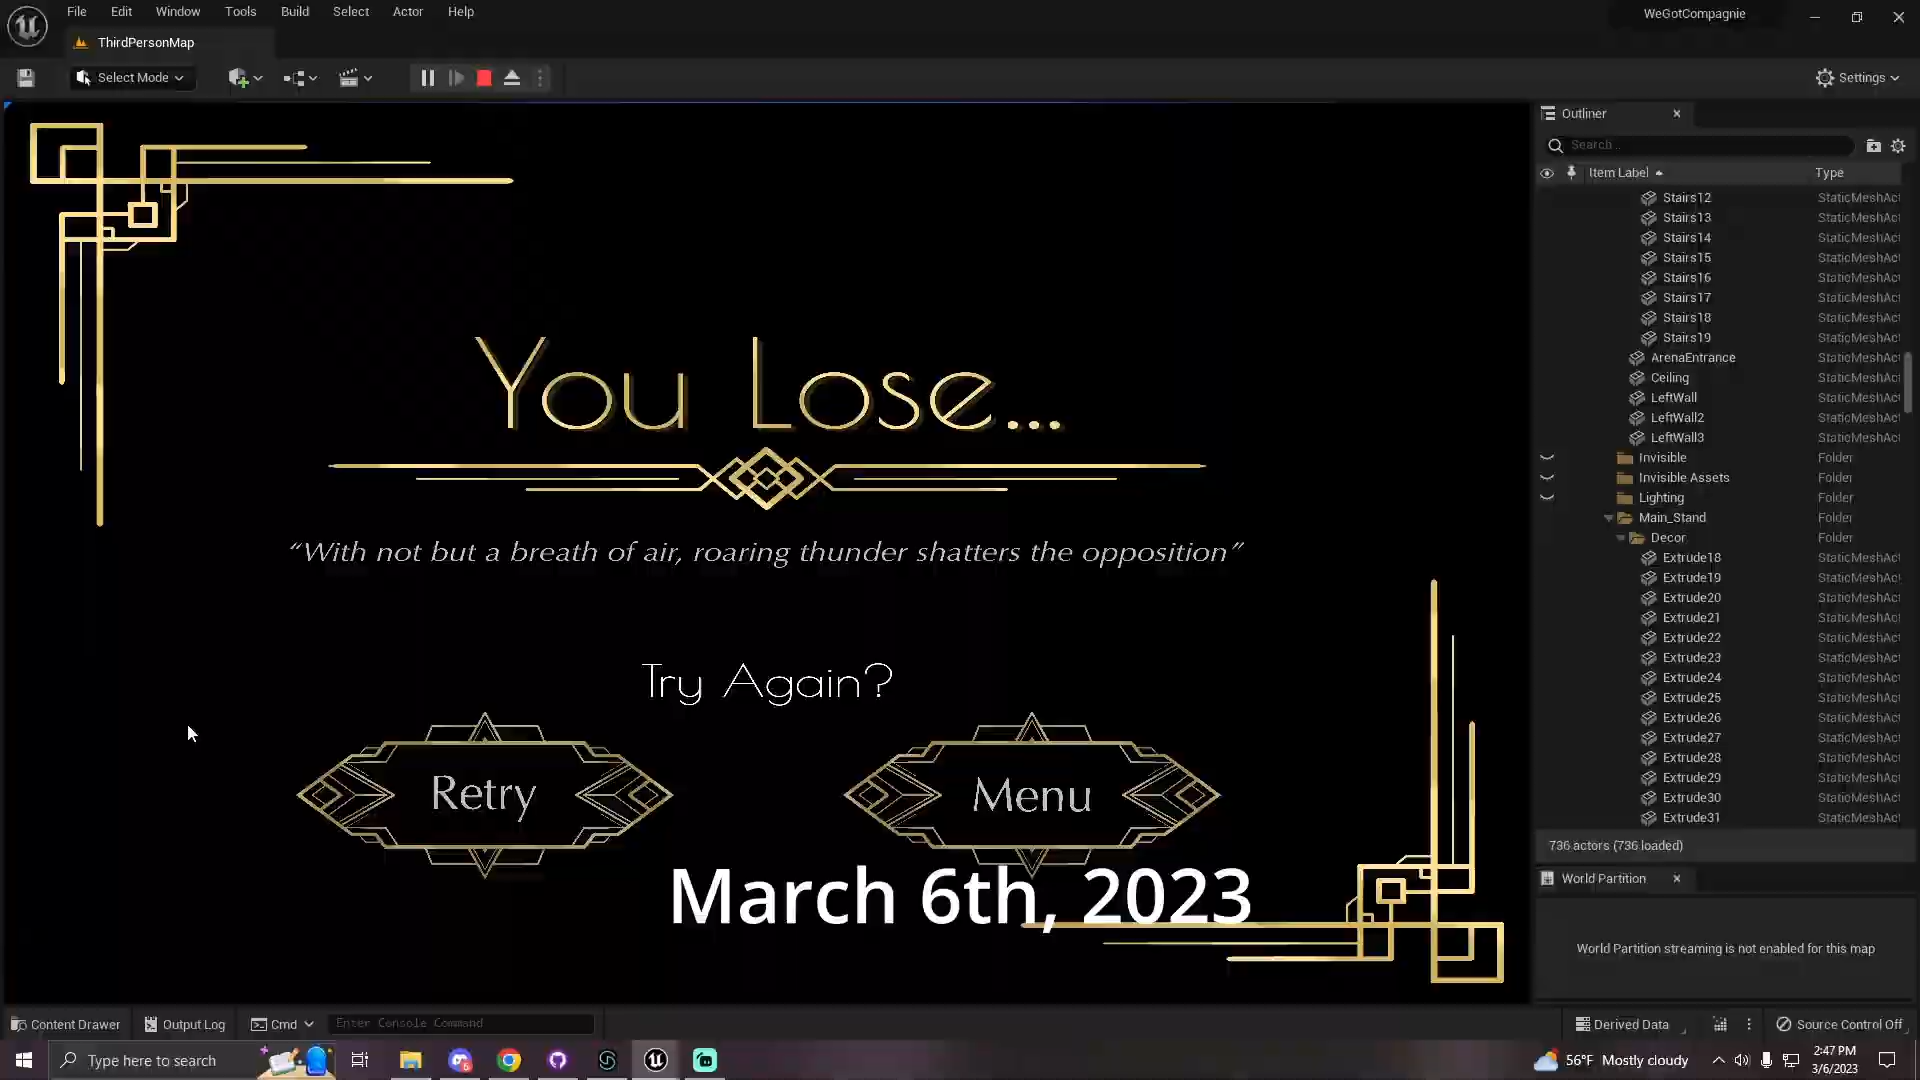 File Edit Window Tools Build Select Actor Help
WeGotCompagnie
ThirdPersonMap
Select Mode
Settings
Outliner
Search...
Item Label Type
Stairs12 StaticMeshAct
Stairs13 StaticMeshAct
Stairs14 StaticMeshAct
Stairs15 StaticMeshAct
Stairs16 StaticMeshAct
Stairs17 StaticMeshAct
Stairs18 StaticMeshAct
Stairs19 StaticMeshAct
ArenaEntrance StaticMeshAct
Ceiling StaticMeshAct
LeftWall StaticMeshAct
LeftWall2 StaticMeshAct
LeftWall3 StaticMeshAct
Invisible Folder
Invisible Assets Folder
Lighting Folder
Main_Stand Folder
Decor Folder
Extrude18 StaticMeshAct
Extrude19 StaticMeshAct
Extrude20 StaticMeshAct
Extrude21 StaticMeshAct
Extrude22 StaticMeshAct
Extrude23 StaticMeshAct
Extrude24 StaticMeshAct
Extrude25 StaticMeshAct
Extrude26 StaticMeshAct
Extrude27 StaticMeshAct
Extrude28 StaticMeshAct
Extrude29 StaticMeshAct
Extrude30 StaticMeshAct
Extrude31 StaticMeshAct
736 actors (736 loaded)
World Partition
World Partition streaming is not enabled for this map
You Lose...
“With not but a breath of air, roaring thunder shatters the opposition”
Try Again?
Retry Menu
March 6th, 2023
Content Drawer Output Log Cmd Enter Console Command Derived Data Source Control Off
Type here to search
56°F Mostly cloudy
2:47 PM
3/6/2023